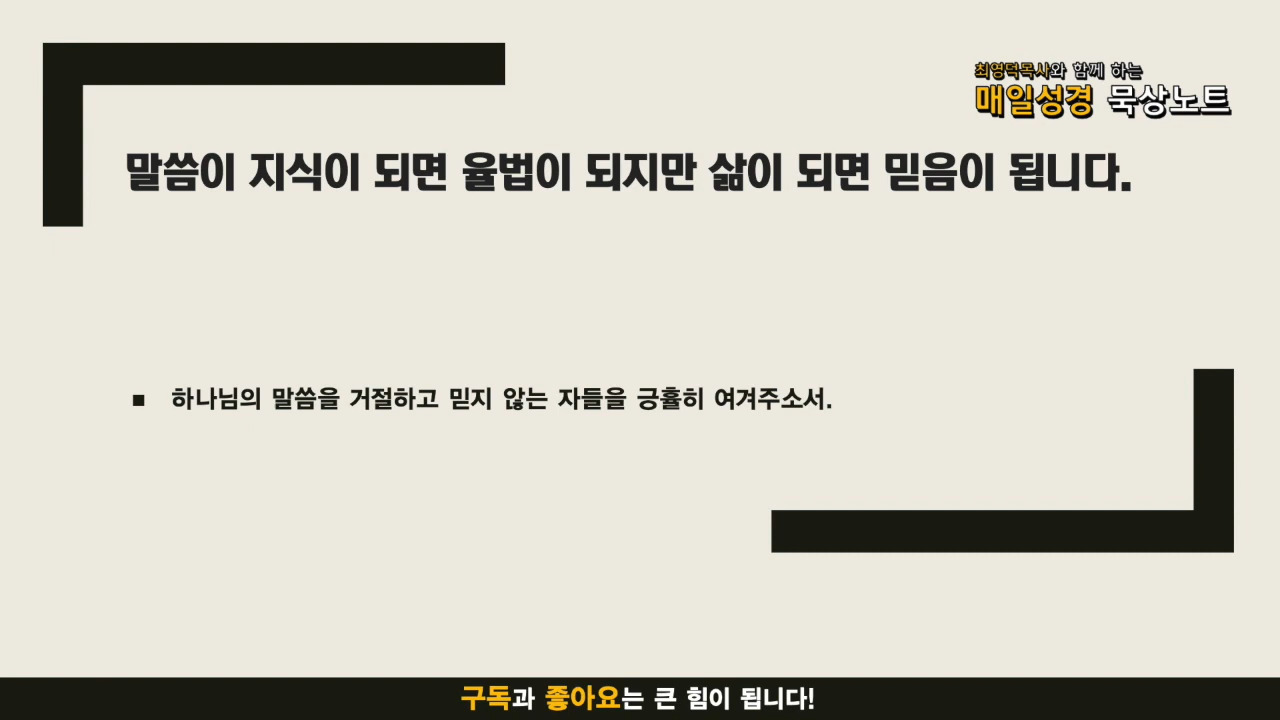 최영덕목사와 함께 하는
매일성경 묵상노트
말씀이 지식이 되면 율법이 되지만 삶이 되면 믿음이 됩니다.
■ 하나님의 말씀을 거절하고 믿지 않는 자들을 긍휼히 여겨주소서.
구독과 좋아요는 큰 힘이 됩니다!